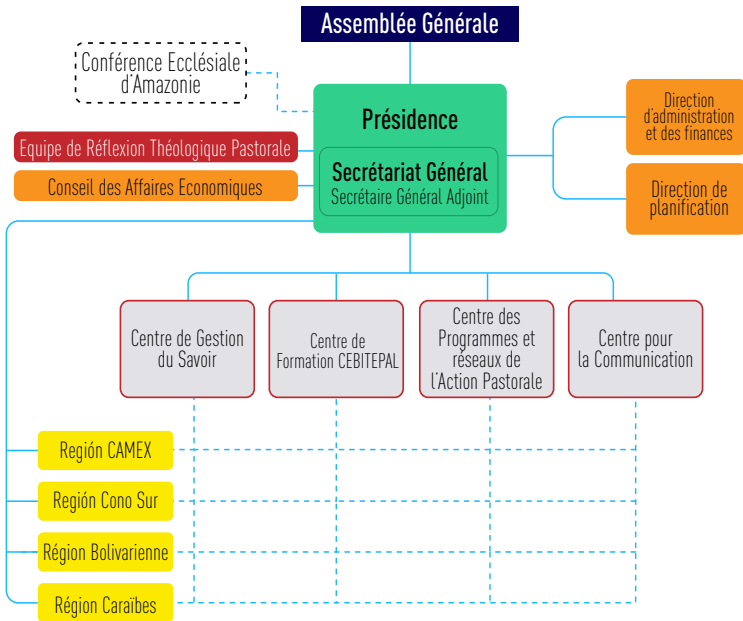 Assemblée Générale
Conférence Ecclésiale
d'Amazonie
Présidence
Secrétariat Général
Secrétaire Général Adjoint
Equipe de Réflexion Théologique Pastorale
Conseil des Affaires Economiques
Direction
d'administration
et des finances
Direction de
planification
Centre de Gestion
du Savoir
Centre de
Formation CEBITEPAL
Centre des
Programmes et
réseaux de
l'Action Pastorale
Centre pour
la Communication
Región CAMEX
Región Cono Sur
Région Bolivarienne
Région Caraïbes